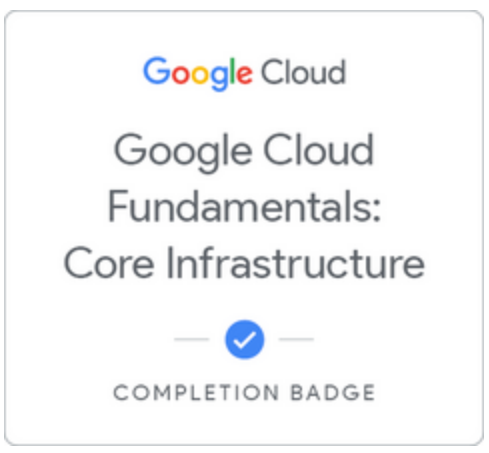 Google Cloud
Google Cloud
Fundamentals:
Core Infrastructure
COMPLETION BADGE